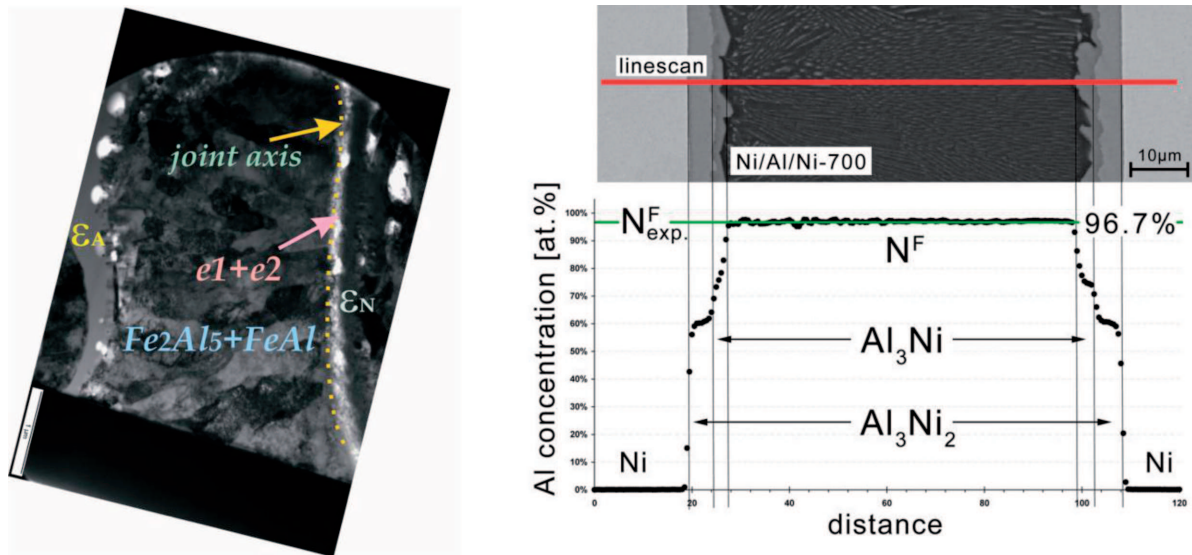 joint axis
εA
e1+e2
εN
Fe2Al5+FeAl
1 μm
linescan
Ni/Al/Ni-700
10μm
Al concentration [at.%]
100%
90%
80%
70%
60%
50%
40%
30%
20%
10%
0%
NFexp.
96.7%
NF
Al3Ni
Al3Ni2
Ni
Ni
0
20
40
60
80
100
120
distance